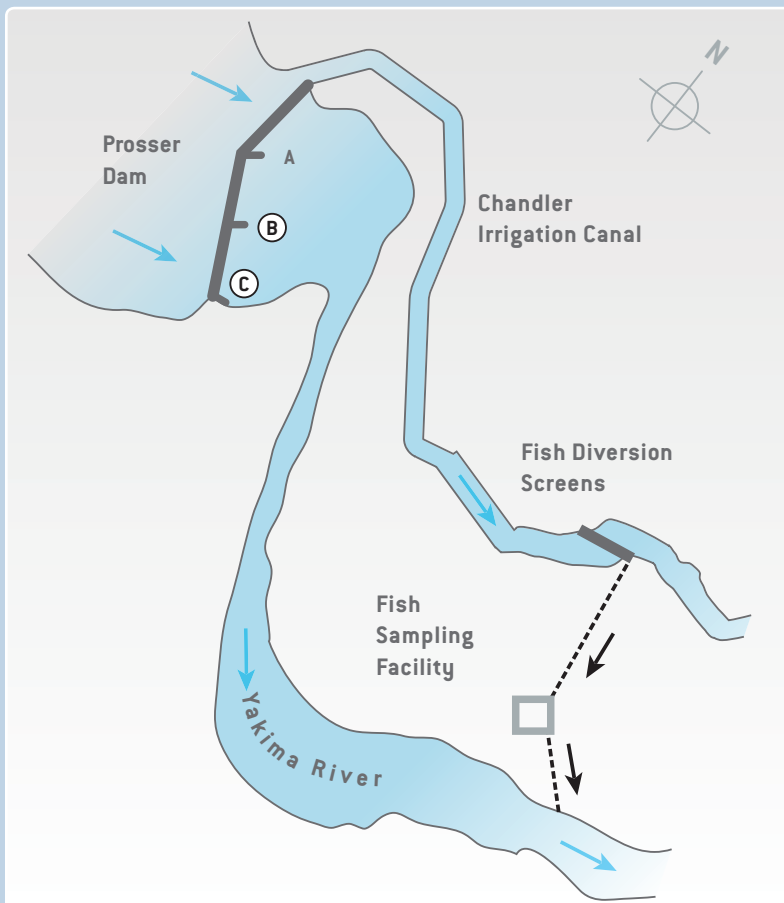 N
Prosser
Dam
A
B
C
Chandler
Irrigation Canal
Fish Diversion
Screens
Fish
Sampling
Facility
Yakima River